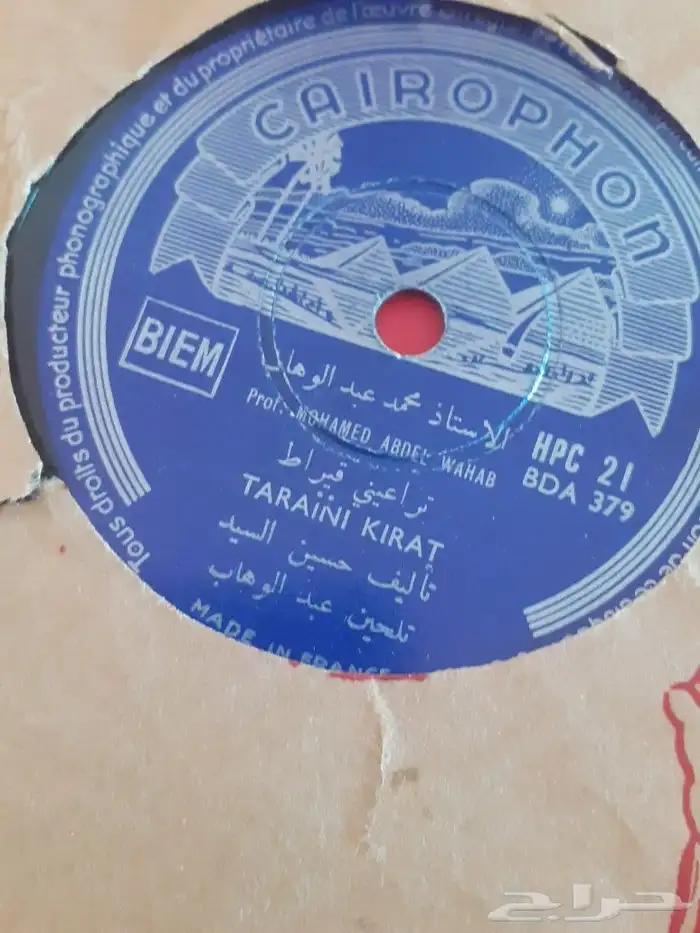 Tous droits du producteur phonographique et du propriétaire de l'œuvre
CAIROPHON
BIEM
الاستاذ محمد عبد الوهاب
Prof. MOHAMED ABDEL WAHAB
HPC 21
BDA 379
تراعيني قيراط
TARAÏNI KIRAT
تأليف حسين السيد
تلحين عبد الوهاب
MADE IN FRANCE
حراج